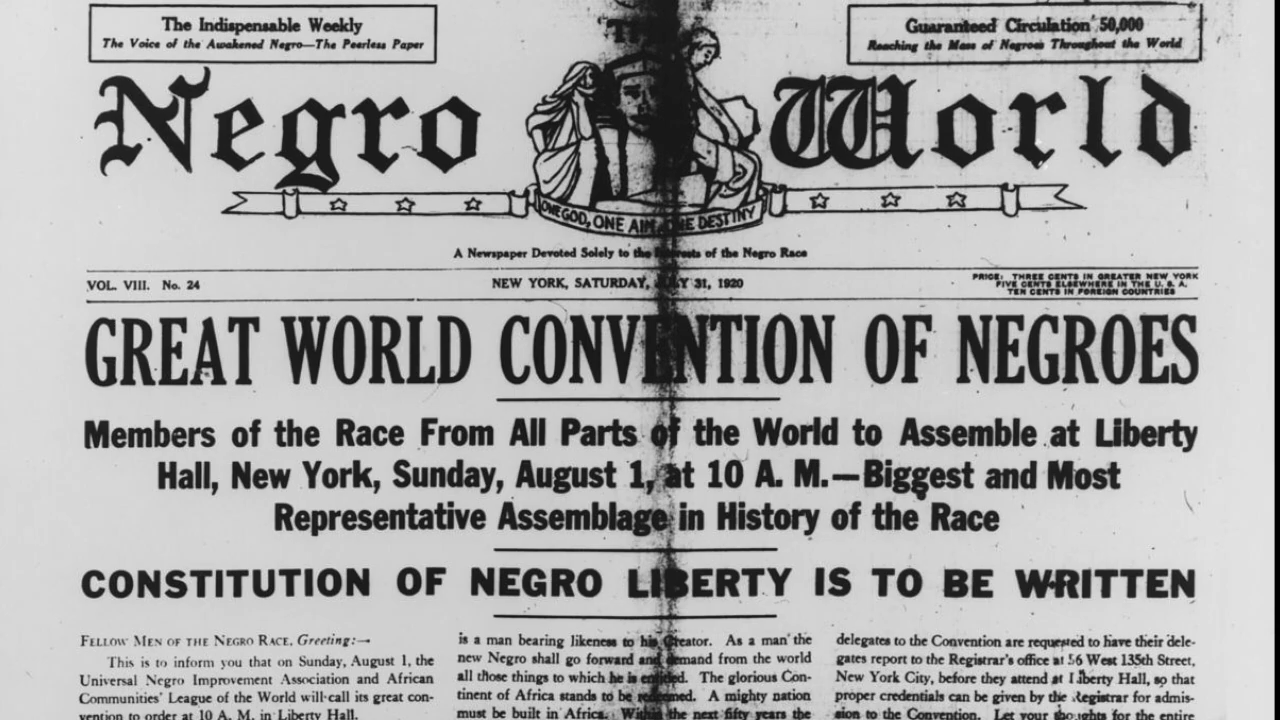 The Indispensable Weekly
The Voice of the Awakened Negro—The Peerless Paper
Guaranteed Circulation 50,000
Reaching the Mass of Negroes Throughout the World
Negro World
ONE GOD, ONE AIM, ONE DESTINY
A Newspaper Devoted Solely to the Interests of the Negro Race
VOL. VIII. No. 24
NEW YORK, SATURDAY, JULY 31, 1920
PRICE: THREE CENTS IN GREATER NEW YORK
FIVE CENTS ELSEWHERE IN THE U. S. A.
TEN CENTS IN FOREIGN COUNTRIES
GREAT WORLD CONVENTION OF NEGROES
Members of the Race From All Parts of the World to Assemble at Liberty
Hall, New York, Sunday, August 1, at 10 A. M.—Biggest and Most
Representative Assemblage in History of the Race
CONSTITUTION OF NEGRO LIBERTY IS TO BE WRITTEN
FELLOW MEN OF THE NEGRO RACE, Greeting:—
This is to inform you that on Sunday, August 1, the
Universal Negro Improvement Association and African
Communities' League of the World will call its great con-
vention to order at 10 A. M. in Liberty Hall.
is a man bearing likeness to his Creator. As a man the
new Negro shall go forward and demand from the world
all those things to which he is entitled. The glorious Con-
tinent of Africa stands to be redeemed. A mighty nation
must be built in Africa. Within the next fifty years the
delegates to the Convention are requested to have their dele-
gates report to the Registrar's office at 56 West 135th Street,
New York City, before they attend at Liberty Hall, so that
proper credentials can be given by the Registrar for admis-
sion to the Convention. Let your thoughts for the entire